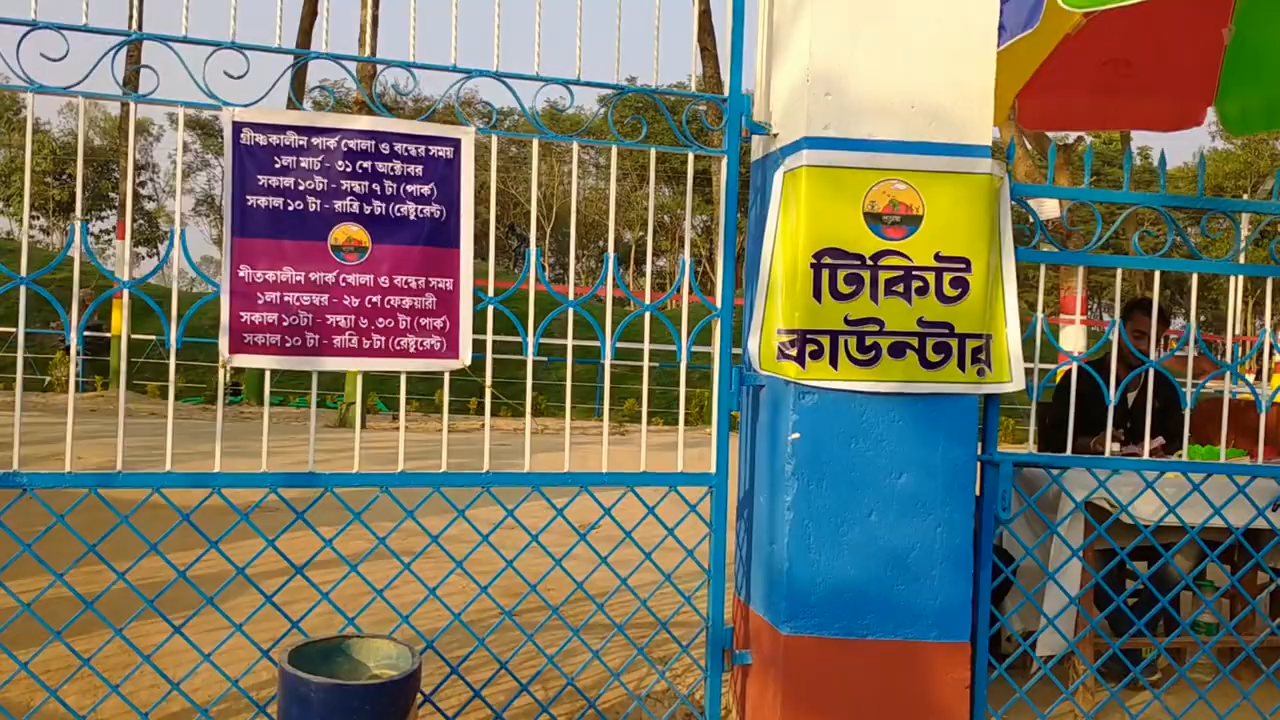 গ্রীষ্মকালীন পার্ক খোলা ও বন্ধের সময়
১লা মার্চ - ৩১ শে অক্টোবর
সকাল ১০টা - সন্ধ্যা ৭ টা (পার্ক)
সকাল ১০ টা - রাত্রি ৮টা (রেষ্টুরেন্ট)
শীতকালীন পার্ক খোলা ও বন্ধের সময়
১লা নভেম্বর - ২৮ শে ফেব্রুয়ারী
সকাল ১০টা - সন্ধ্যা ৬.৩০ টা (পার্ক)
সকাল ১০ টা - রাত্রি ৮টা (রেষ্টুরেন্ট)
টিকিট
কাউন্টার